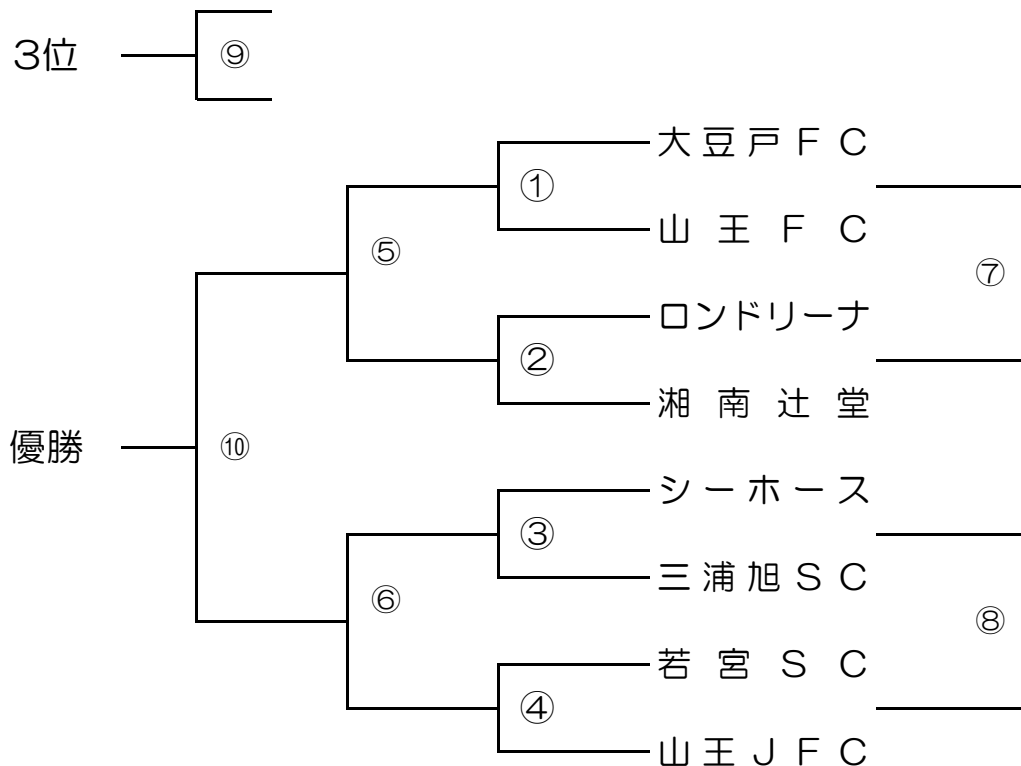 3位 ⑨
大豆戸FC
①
山王FC
⑤
⑦
ロンドリーナ
②
湘南辻堂
優勝 ⑩
シーホース
③
三浦旭SC
⑥
⑧
若宮SC
④
山王JFC